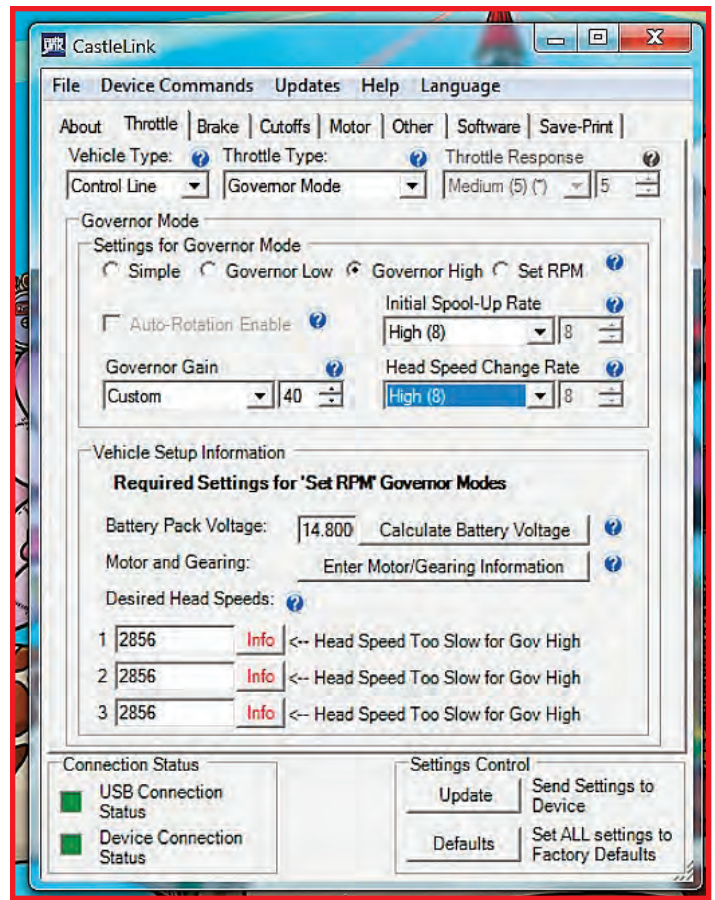 CastleLink
File Device Commands Updates Help Language
About Throttle Brake Cutoffs Motor Other Software Save-Print
Vehicle Type: ? Throttle Type: ? Throttle Response ?
Control Line Governor Mode Medium (5) (*) 5
Governor Mode
Settings for Governor Mode
Simple Governor Low Governor High Set RPM ?
Initial Spool-Up Rate ?
Auto-Rotation Enable ?
High (8) 8
Governor Gain ? Head Speed Change Rate ?
Custom 40 High (8) 8
Vehicle Setup Information
Required Settings for 'Set RPM' Governor Modes
Battery Pack Voltage: 14.800 Calculate Battery Voltage ?
Motor and Gearing: Enter Motor/Gearing Information ?
Desired Head Speeds: ?
1 2856 Info <-- Head Speed Too Slow for Gov High
2 2856 Info <-- Head Speed Too Slow for Gov High
3 2856 Info <-- Head Speed Too Slow for Gov High
Connection Status
USB Connection
Status
Device Connection
Status
Settings Control
Update Send Settings to
Device
Defaults Set ALL settings to
Factory Defaults